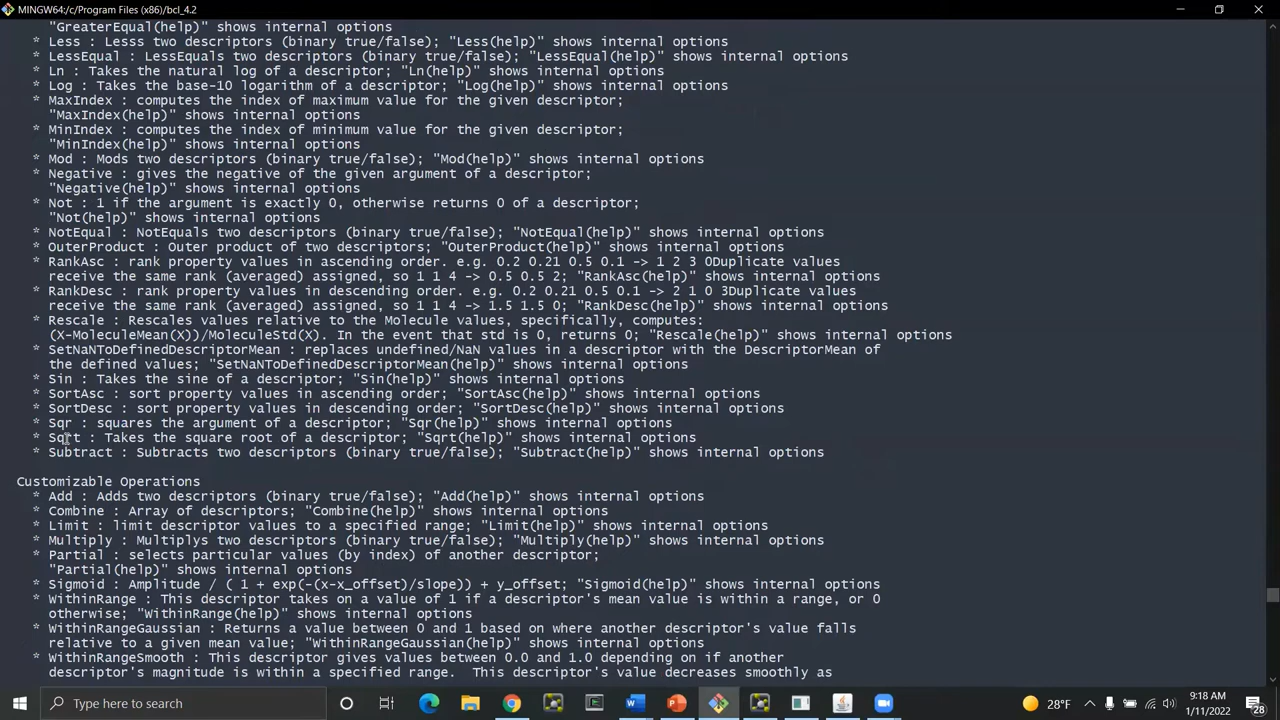 MINGW64:/c/Program Files (x86)/bcl_4.2
"GreaterEqual(help)" shows internal options
* Less : Lesss two descriptors (binary true/false); "Less(help)" shows internal options
* LessEqual : LessEquals two descriptors (binary true/false); "LessEqual(help)" shows internal options
* Ln : Takes the natural log of a descriptor; "Ln(help)" shows internal options
* Log : Takes the base-10 logarithm of a descriptor; "Log(help)" shows internal options
* MaxIndex : computes the index of maximum value for the given descriptor;
"MaxIndex(help)" shows internal options
* MinIndex : computes the index of minimum value for the given descriptor;
"MinIndex(help)" shows internal options
* Mod : Mods two descriptors (binary true/false); "Mod(help)" shows internal options
* Negative : gives the negative of the given argument of a descriptor;
"Negative(help)" shows internal options
* Not : 1 if the argument is exactly 0, otherwise returns 0 of a descriptor;
"Not(help)" shows internal options
* NotEqual : NotEquals two descriptors (binary true/false); "NotEqual(help)" shows internal options
* OuterProduct : Outer product of two descriptors; "OuterProduct(help)" shows internal options
* RankAsc : rank property values in ascending order. e.g. 0.2 0.21 0.5 0.1 -> 1 2 3 0Duplicate values
receive the same rank (averaged) assigned, so 1 1 4 -> 0.5 0.5 2; "RankAsc(help)" shows internal options
* RankDesc : rank property values in descending order. e.g. 0.2 0.21 0.5 0.1 -> 2 1 0 3Duplicate values
receive the same rank (averaged) assigned, so 1 1 4 -> 1.5 1.5 0; "RankDesc(help)" shows internal options
* Rescale : Rescales values relative to the Molecule values, specifically, computes:
(X-MoleculeMean(X))/MoleculeStd(X). In the event that std is 0, returns 0; "Rescale(help)" shows internal options
* SetNaNToDefinedDescriptorMean : replaces undefined/NaN values in a descriptor with the DescriptorMean of
the defined values; "SetNaNToDefinedDescriptorMean(help)" shows internal options
* Sin : Takes the sine of a descriptor; "Sin(help)" shows internal options
* SortAsc : sort property values in ascending order; "SortAsc(help)" shows internal options
* SortDesc : sort property values in descending order; "SortDesc(help)" shows internal options
* Sqr : squares the argument of a descriptor; "Sqr(help)" shows internal options
* Sqrt : Takes the square root of a descriptor; "Sqrt(help)" shows internal options
* Subtract : Subtracts two descriptors (binary true/false); "Subtract(help)" shows internal options
Customizable Operations
* Add : Adds two descriptors (binary true/false); "Add(help)" shows internal options
* Combine : Array of descriptors; "Combine(help)" shows internal options
* Limit : limit descriptor values to a specified range; "Limit(help)" shows internal options
* Multiply : Multiplys two descriptors (binary true/false); "Multiply(help)" shows internal options
* Partial : selects particular values (by index) of another descriptor;
"Partial(help)" shows internal options
* Sigmoid : Amplitude / ( 1 + exp(-(x-x_offset)/slope)) + y_offset; "Sigmoid(help)" shows internal options
* WithinRange : This descriptor takes on a value of 1 if a descriptor's mean value is within a range, or 0
otherwise; "WithinRange(help)" shows internal options
* WithinRangeGaussian : Returns a value between 0 and 1 based on where another descriptor's value falls
relative to a given mean value; "WithinRangeGaussian(help)" shows internal options
* WithinRangeSmooth : This descriptor gives values between 0.0 and 1.0 depending on if another
descriptor's magnitude is within a specified range.  This descriptor's value decreases smoothly as
Type here to search
28°F
9:18 AM
1/11/2022
28